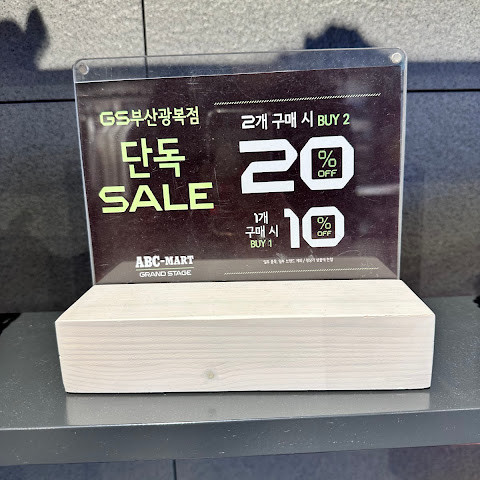 GS부산광복점
단독
SALE
ABC-MART
GRAND STAGE
2개 구매 시 BUY 2
20% OFF
1개
구매 시
BUY 1
10% OFF